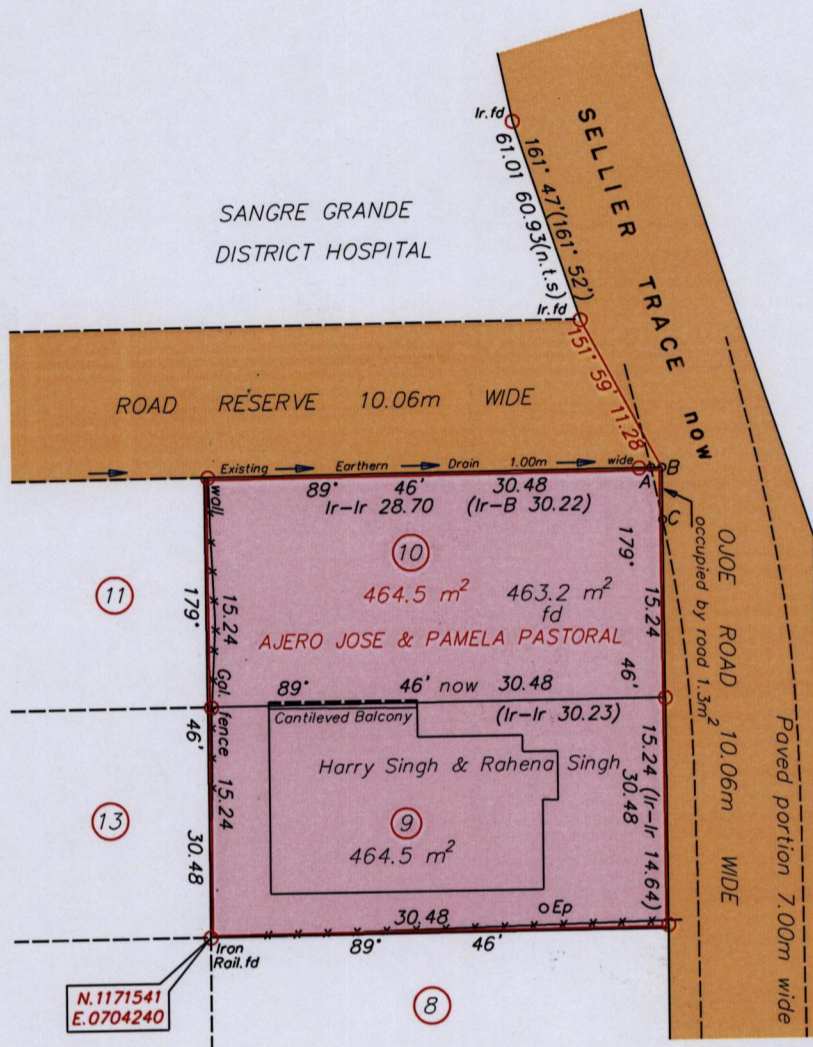 Ir.fd
SELLIER TRACE now
161° 47'(161° 52')
61.01 60.93(n.t.s)
SANGRE GRANDE
DISTRICT HOSPITAL
Ir.fd
151° 59' 11.28
ROAD RESERVE 10.06m WIDE
Existing Earthern Drain 1.00m wide
A
B
C
89° 46' 30.48
Ir-Ir 28.70 (Ir-B 30.22)
wall
10
464.5 m² 463.2 m²
fd
AJERO JOSE & PAMELA PASTORAL
179° 46'
15.24
occupied by road 1.3m²
OJOE ROAD 10.06m WIDE
Paved portion 7.00m wide
11
179° 46' 30.48
15.24 Gal. fence 15.24
89° 46' now 30.48
(Ir-Ir 30.23)
Cantileved Balcony
Harry Singh & Rahena Singh
15.24 (Ir-Ir 14.64)
30.48
13
9
464.5 m²
Ep
30.48
89° 46'
Iron
Rail.fd
N.1171541
E.0704240
8